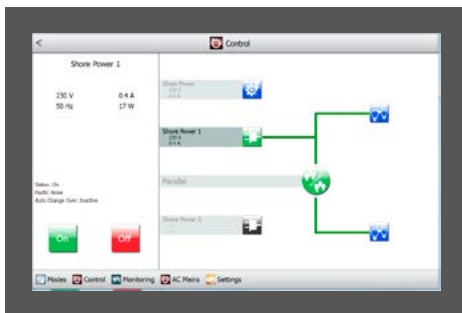 <
Control
Shore Power 1
230 V 0.4 A
50 Hz 17 W
Status: On
Faults: None
Auto Change Over: Inactive
On Off
Shore Power
Shore Power 1
230 V
0.4 A
Parallel
Shore Power 2
Modes Control Monitoring AC Mains Settings